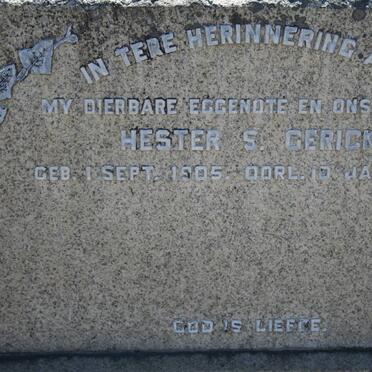 IN TERE HERINNERING
MY DIERBARE EGGENOTE EN ONS
HESTER S GERICK
GEB. 1 SEPT. 1905. OORL. 10 JA
GOD IS LIEFDE.